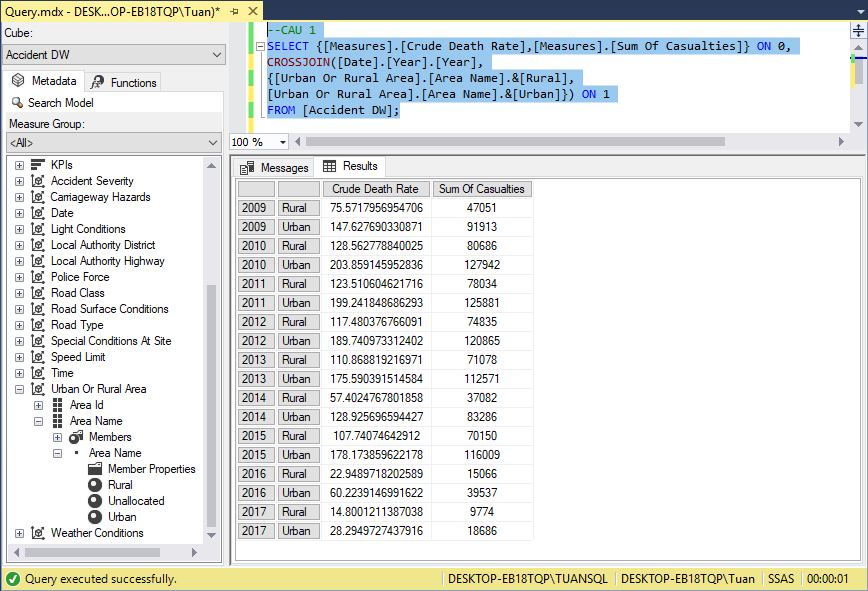 Query.mdx - DESK...OP-EB18TQP\Tuan)*
Cube:
Accident DW
Metadata
Functions
Search Model
Measure Group:
<All>
KPIs
Accident Severity
Carriageway Hazards
Date
Light Conditions
Local Authority District
Local Authority Highway
Police Force
Road Class
Road Surface Conditions
Road Type
Special Conditions At Site
Speed Limit
Time
Urban Or Rural Area
Area Id
Area Name
Members
Area Name
Member Properties
Rural
Unallocated
Urban
Weather Conditions
--CAU 1
SELECT {[Measures].[Crude Death Rate],[Measures].[Sum Of Casualties]} ON 0,
CROSSJOIN([Date].[Year].[Year],
{[Urban Or Rural Area].[Area Name].&[Rural],
[Urban Or Rural Area].[Area Name].&[Urban]}) ON 1
FROM [Accident DW];
100 %
Messages Results
Crude Death Rate Sum Of Casualties
2009 Rural 75.5717956954706 47051
2009 Urban 147.627690330871 91913
2010 Rural 128.562778840025 80686
2010 Urban 203.859145952836 127942
2011 Rural 123.510604621716 78034
2011 Urban 199.241848686293 125881
2012 Rural 117.480376766091 74835
2012 Urban 189.740973312402 120865
2013 Rural 110.868819216971 71078
2013 Urban 175.590391514584 112571
2014 Rural 57.4024767801858 37082
2014 Urban 128.925696594427 83286
2015 Rural 107.74074642912 70150
2015 Urban 178.173859622178 116009
2016 Rural 22.9489718202589 15066
2016 Urban 60.2239146991622 39537
2017 Rural 14.8001211387038 9774
2017 Urban 28.2949727437916 18686
Query executed successfully.
DESKTOP-EB18TQP\TUANSQL DESKTOP-EB18TQP\Tuan SSAS 00:00:01